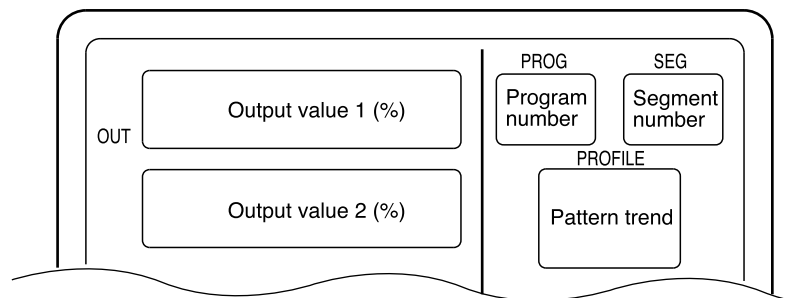 PROG
SEG
Output value 1 (%)
Program
number
Segment
number
OUT
PROFILE
Output value 2 (%)
Pattern trend